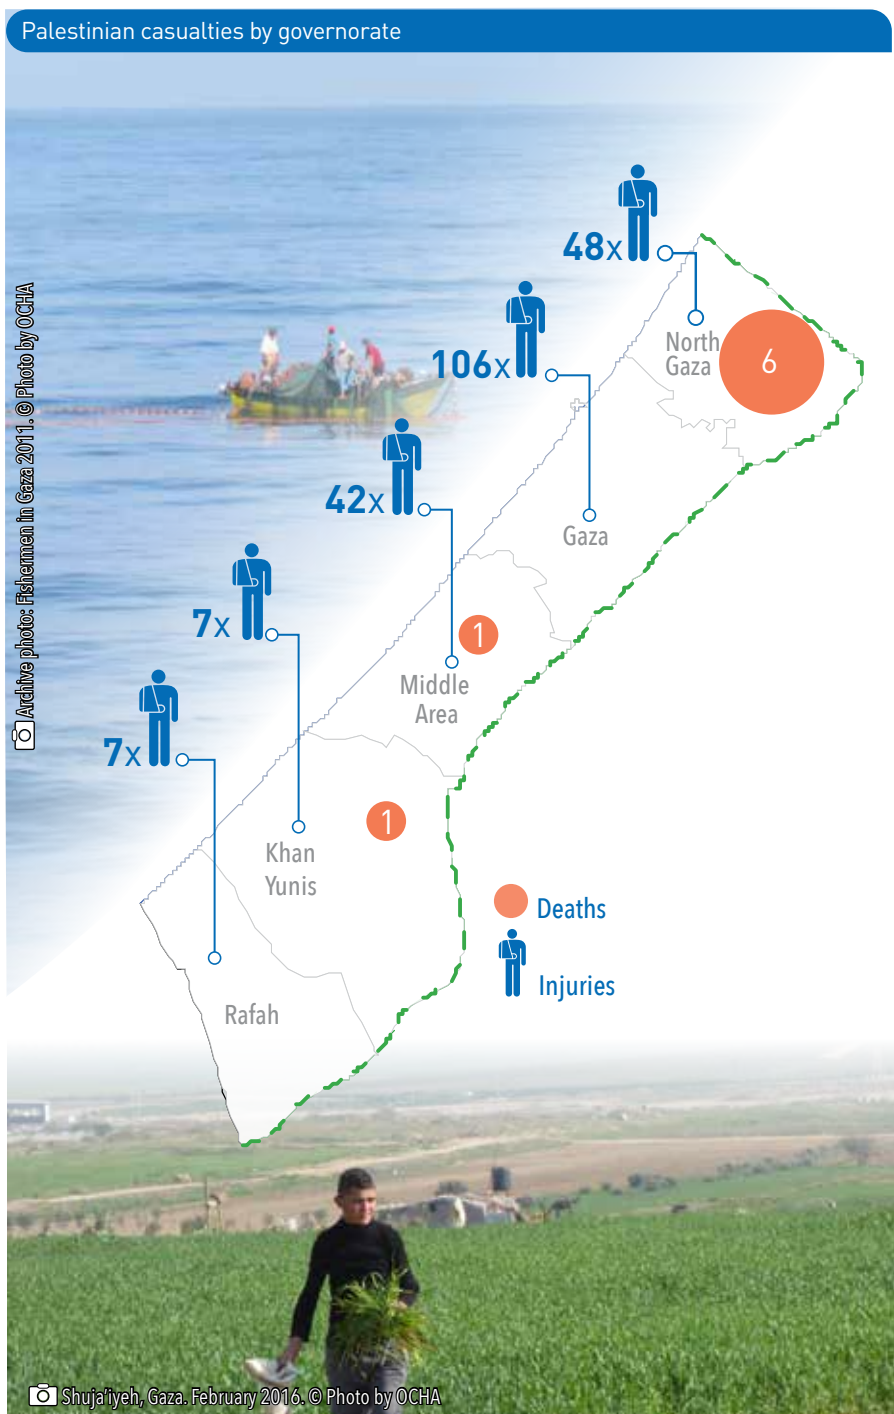 Palestinian casualties by governorate
48x
North
Gaza
6
106x
Gaza
42x
1
Middle
Area
7x
1
Khan
Yunis
7x
Rafah
Deaths
Injuries
Archive photo: Fishermen in Gaza 2011. © Photo by OCHA
Shuja'iyeh, Gaza. February 2016. © Photo by OCHA